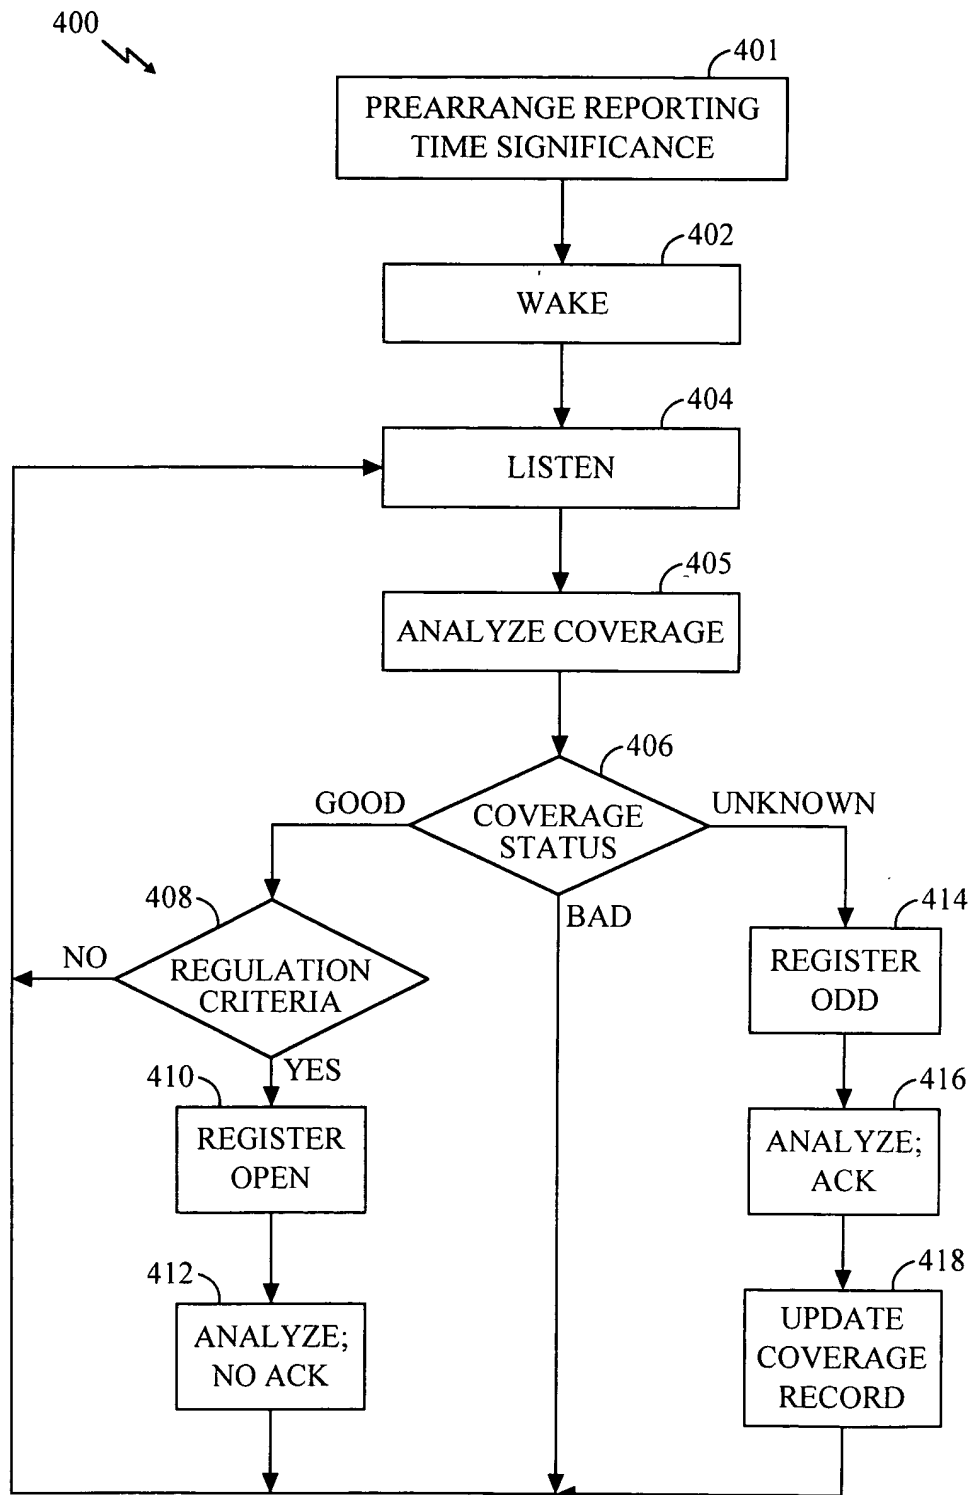 400
401
PREARRANGE REPORTING
TIME SIGNIFICANCE
402
WAKE
404
LISTEN
405
ANALYZE COVERAGE
406
GOOD
COVERAGE
STATUS
UNKNOWN
BAD
408
NO
REGULATION
CRITERIA
YES
414
REGISTER
ODD
410
REGISTER
OPEN
416
ANALYZE;
ACK
412
ANALYZE;
NO ACK
418
UPDATE
COVERAGE
RECORD